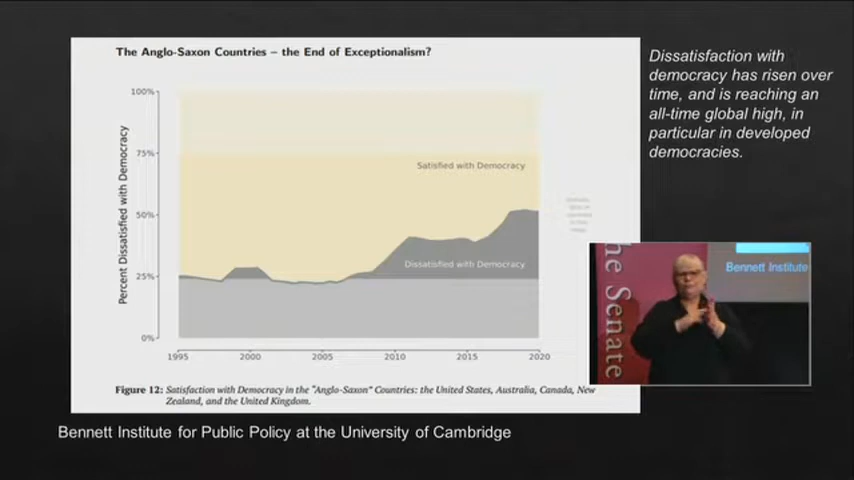 The Anglo-Saxon Countries – the End of Exceptionalism?
Percent Dissatisfied with Democracy
100%
75%
50%
25%
0%
Satisfied with Democracy
Dissatisfied with Democracy
1995
2000
2005
2010
2015
2020
Figure 12: Satisfaction with Democracy in the "Anglo-Saxon" Countries: the United States, Australia, Canada, New
Zealand, and the United Kingdom.
Bennett Institute for Public Policy at the University of Cambridge
Dissatisfaction with
democracy has risen over
time, and is reaching an
all-time global high, in
particular in developed
democracies.
he Senate
Bennett Institute